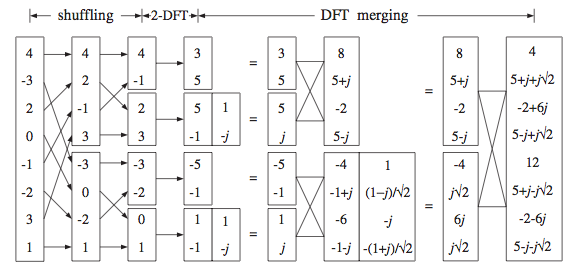 shuffling 2-DFT DFT merging
4 4 4 3 3 8 8 4
-3 2 -1 5 = 5 5+j 5+j 5+j+j√2
2 -1 2 5 1 5 -2 = -2 -2+6j
0 3 3 -1 -j = j 5-j 5-j 5-j+j√2
-1 -3 -3 -5 -5 -4 1 -4 12
-2 0 -2 -1 = -1 -1+j (1-j)/√2 j√2 5+j-j√2
3 -2 0 1 1 1 -6 -j = 6j -2-6j
1 1 1 -1 -j = j -1-j -(1+j)/√2 j√2 5-j-j√2